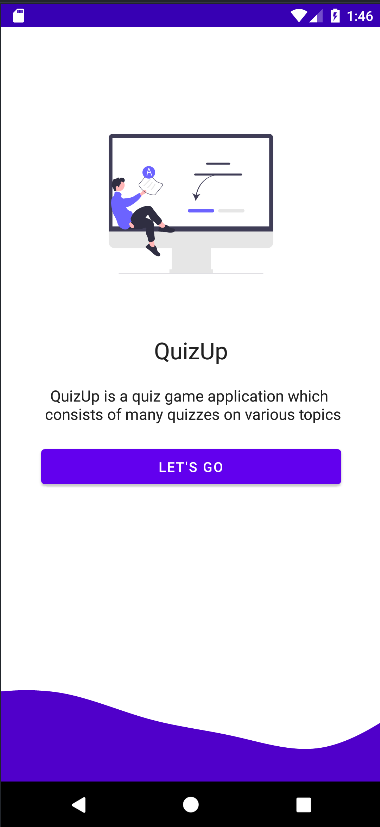 1:46
A
QuizUp
QuizUp is a quiz game application which
consists of many quizzes on various topics
LET'S GO